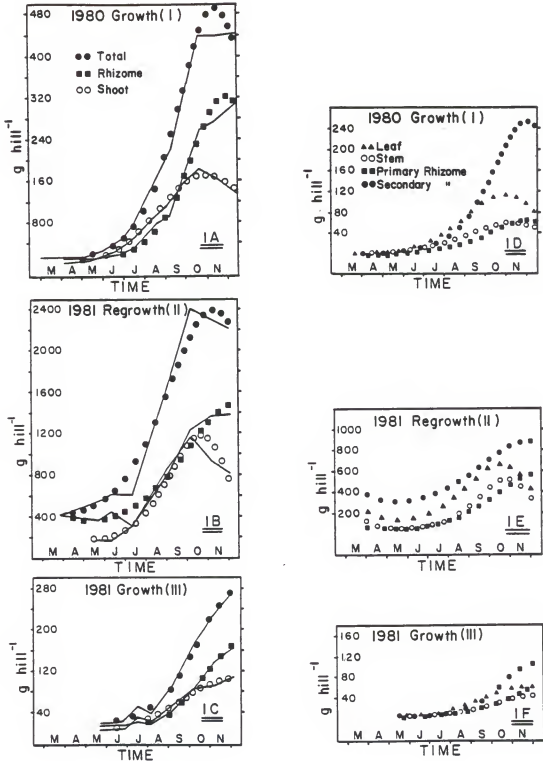 1980 Growth(I)
480
320
160
800
Total
Rhizome
Shoot
g hill⁻¹
M A M J J A S O N
TIME
1A
1980 Growth(I)
240
200
160
120
80
40
Leaf
Stem
Primary Rhizome
Secondary "
g. hill⁻¹
M A M J J A S O N
TIME
1D
1981 Regrowth(II)
2400
2000
1600
1200
800
400
g hill⁻¹
M A M J J A S O N
TIME
1B
1981 Regrowth(II)
1000
800
600
400
200
g hill⁻¹
M A M J J A S O N
TIME
1E
1981 Growth(III)
280
200
120
40
g hill⁻¹
M A M J J A S O N
TIME
1C
1981 Growth(III)
160
1.20
80
40
g hill⁻¹
M A M J J A S O N
TIME
1F